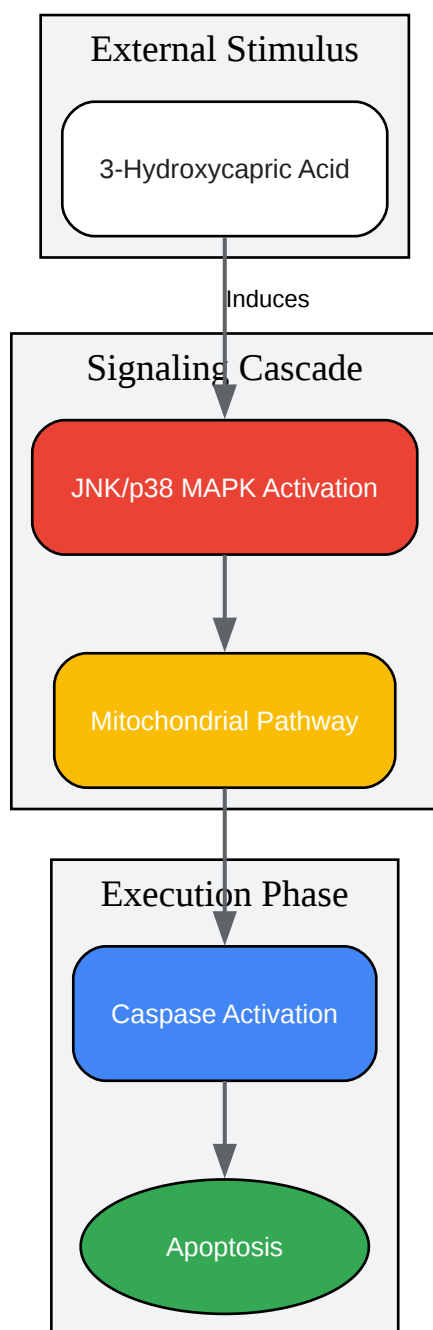 External Stimulus
3-Hydroxycapric Acid
Induces
Signaling Cascade
JNK/p38 MAPK Activation
Mitochondrial Pathway
Execution Phase
Caspase Activation
Apoptosis